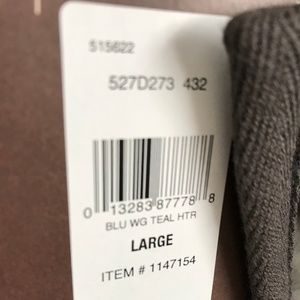 515622
527D273 432
0 13283 87778 8
BLU WG TEAL HTR
LARGE
ITEM # 1147154